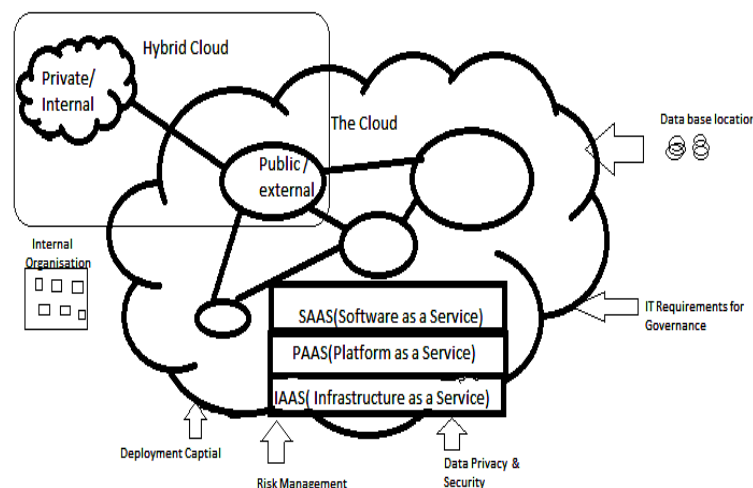 Hybrid Cloud
Private/
Internal
The Cloud
Data base location
Public /
external
Internal
Organisation
SAAS(Software as a Service)
IT Requirements for
Governance
PAAS(Platform as a Service)
IAAS( Infrastructure as a Service)
Deployment Captial
Risk Management
Data Privacy &
Security